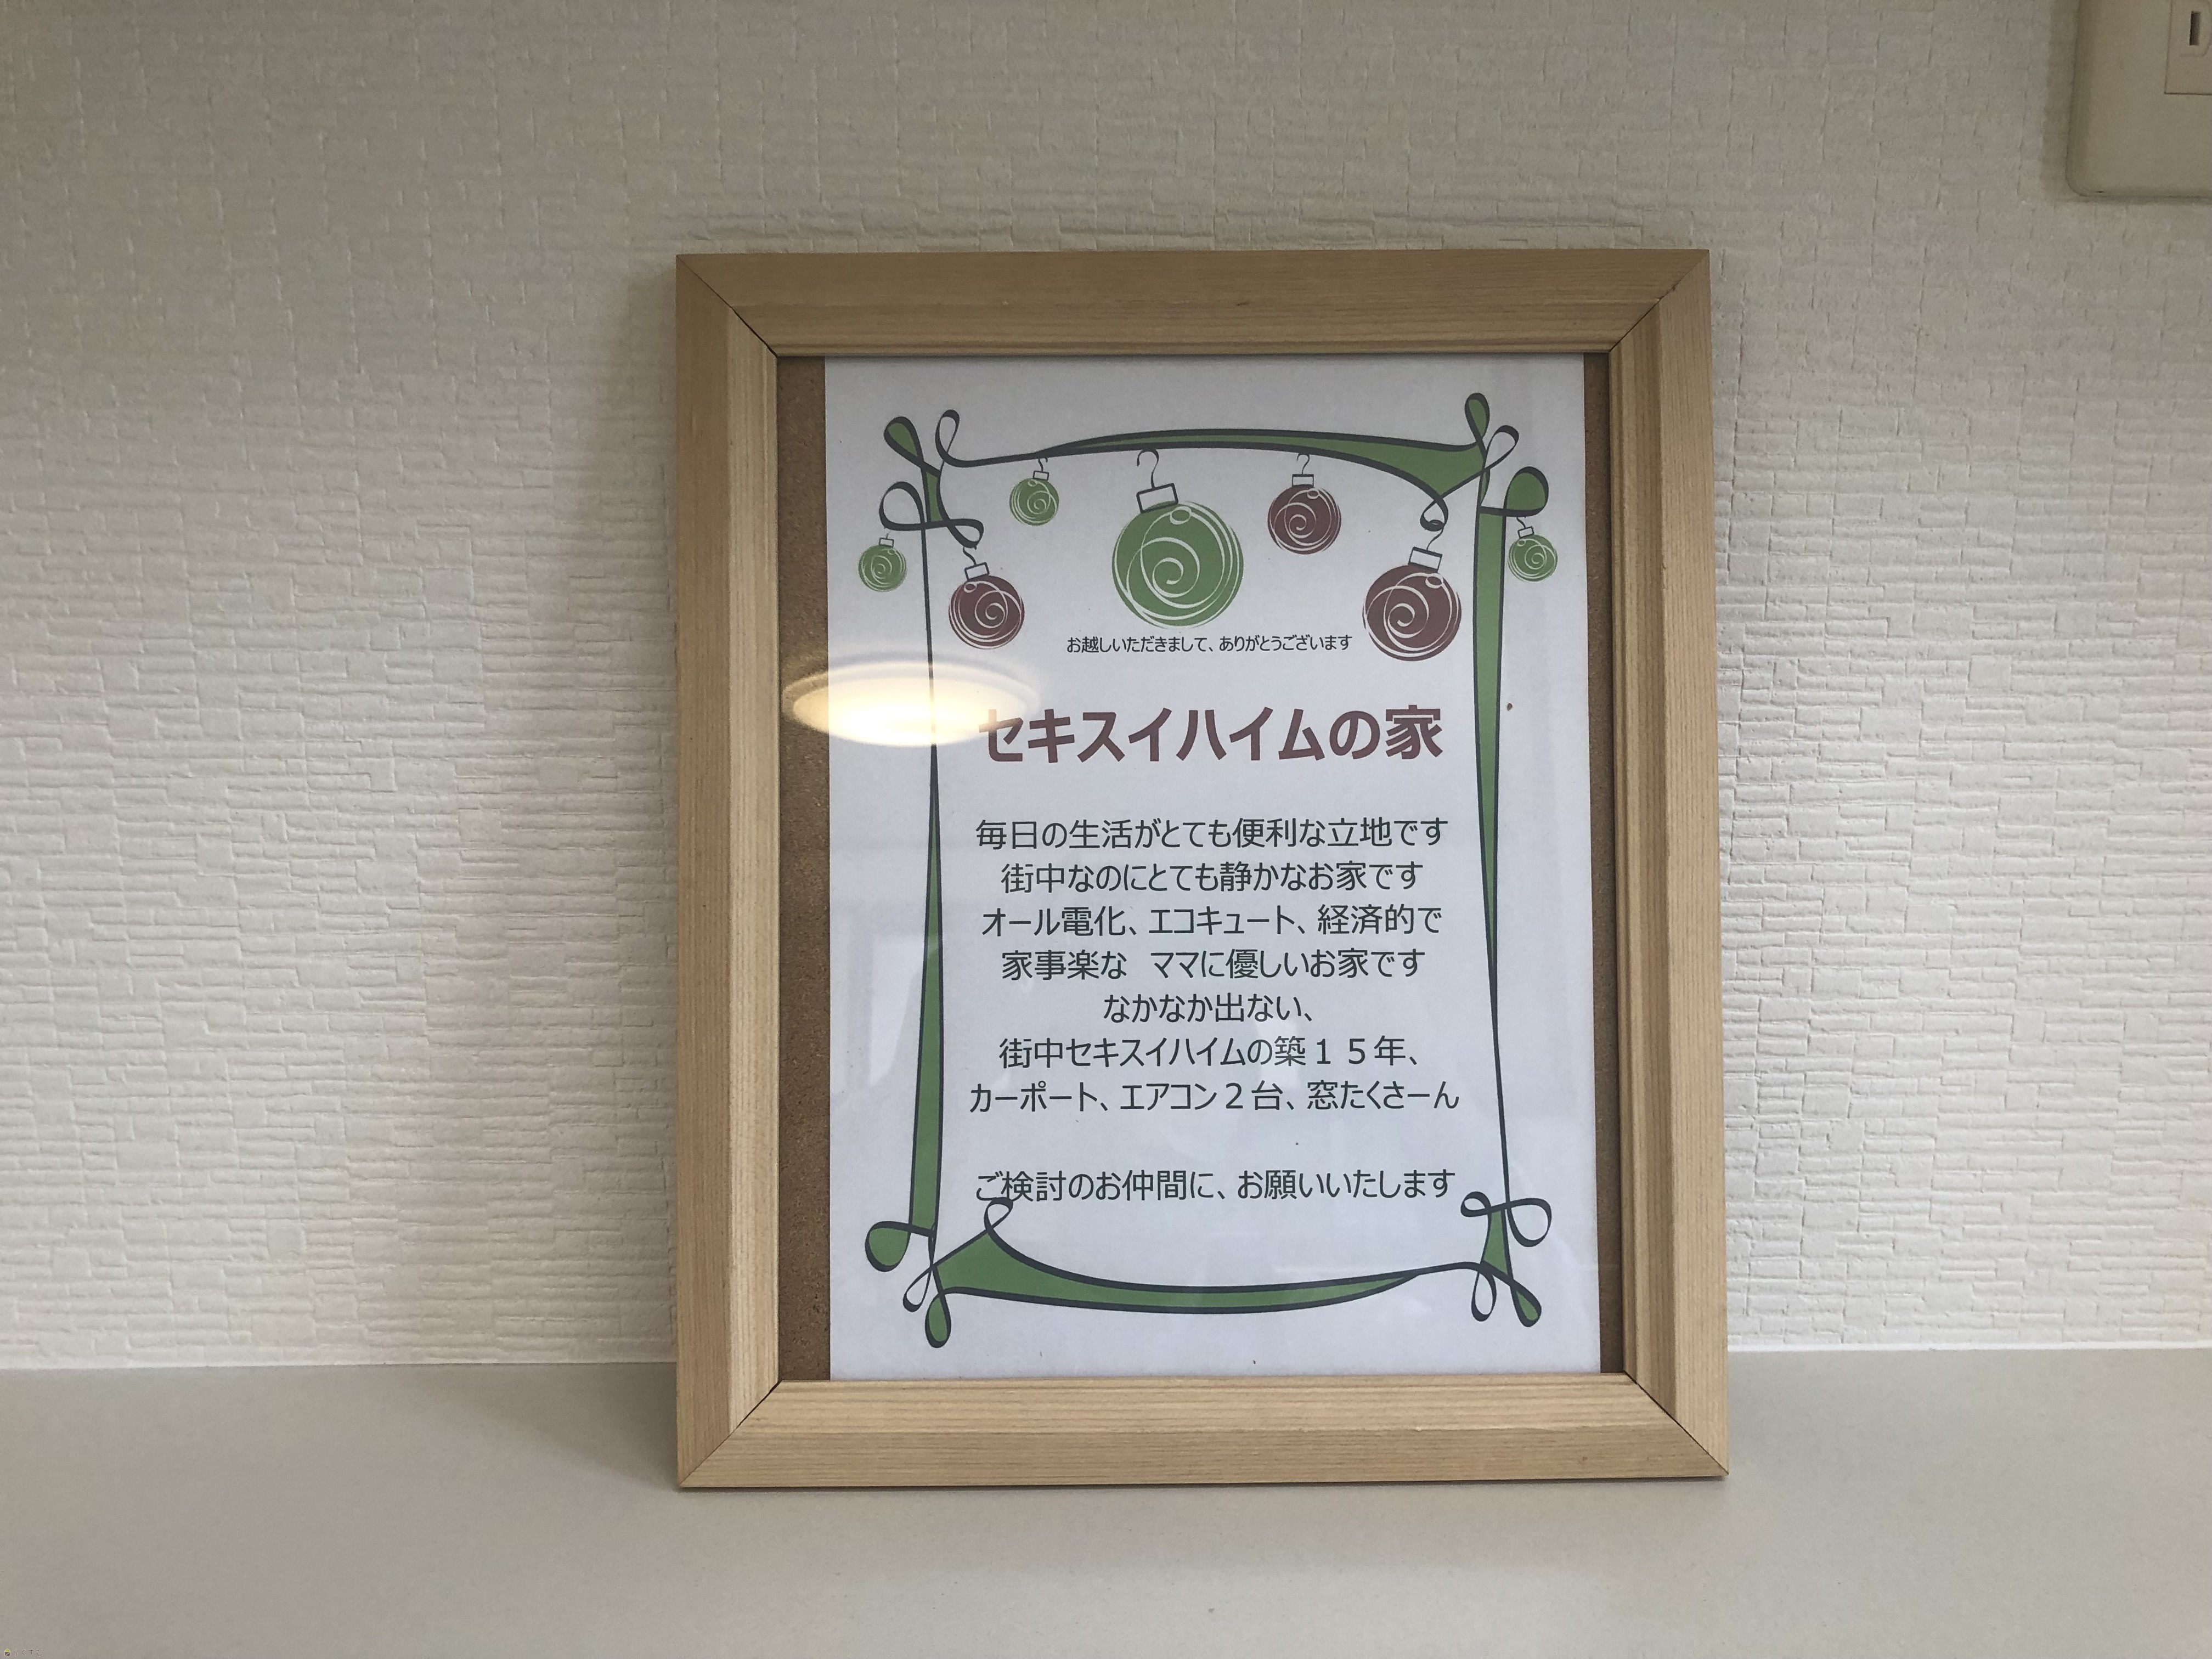 お越しいただきまして、ありがとうございます
セキスイハイムの家
毎日の生活がとても便利な立地です
街中なのにとても静かなお家です
オール電化、エコキュート、経済的で
家事楽な　ママに優しいお家です
なかなか出ない、
街中セキスイハイムの築１５年、
カーポート、エアコン２台、窓たくさーん
ご検討のお仲間に、お願いいたします